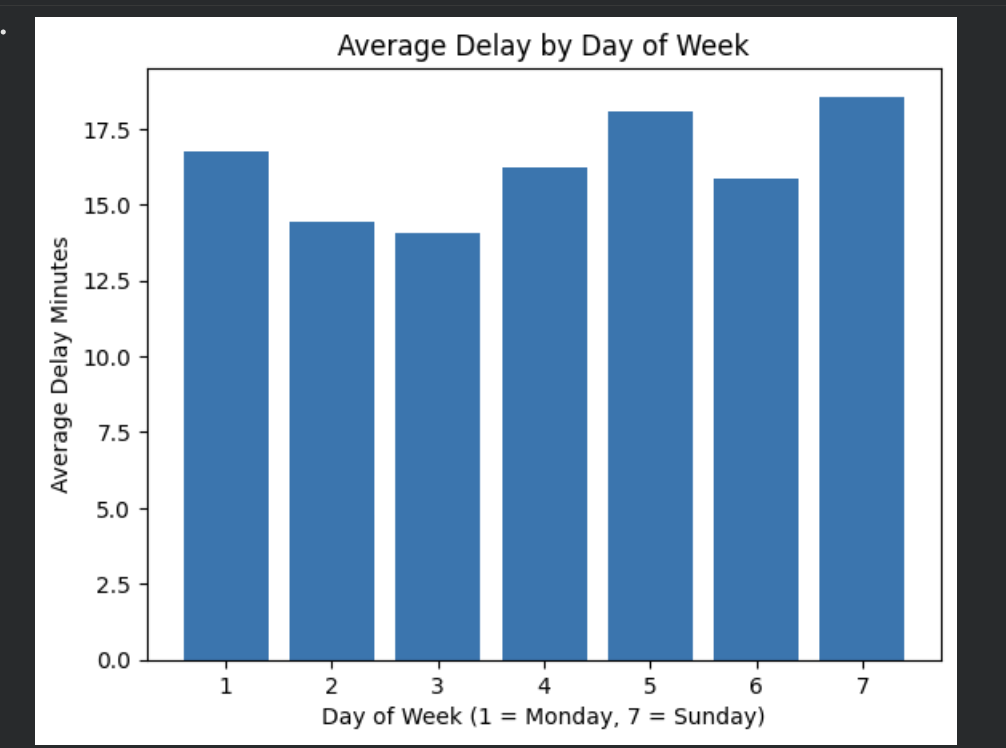 Average Delay by Day of Week
17.5
15.0
12.5
10.0
7.5
5.0
2.5
0.0
Average Delay Minutes
1 2 3 4 5 6 7
Day of Week (1 = Monday, 7 = Sunday)